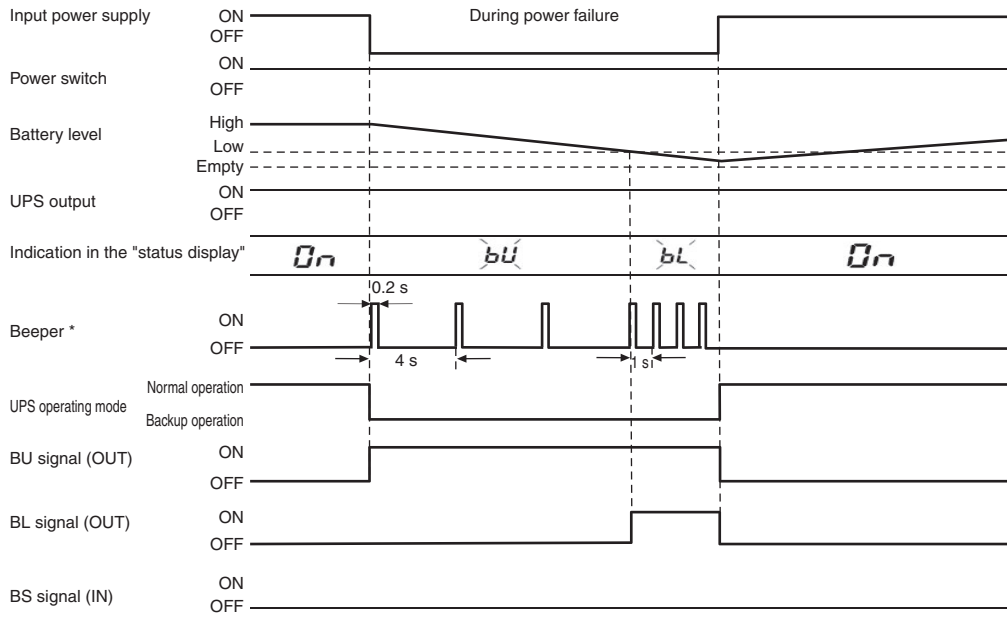 Input power supply
ON
OFF
During power failure
Power switch
ON
OFF
Battery level
High
Low
Empty
UPS output
ON
OFF
Indication in the "status display"
On
bU
bL
On
0.2 s
Beeper *
ON
OFF
4 s
1 s
UPS operating mode
Normal operation
Backup operation
BU signal (OUT)
ON
OFF
BL signal (OUT)
ON
OFF
BS signal (IN)
ON
OFF